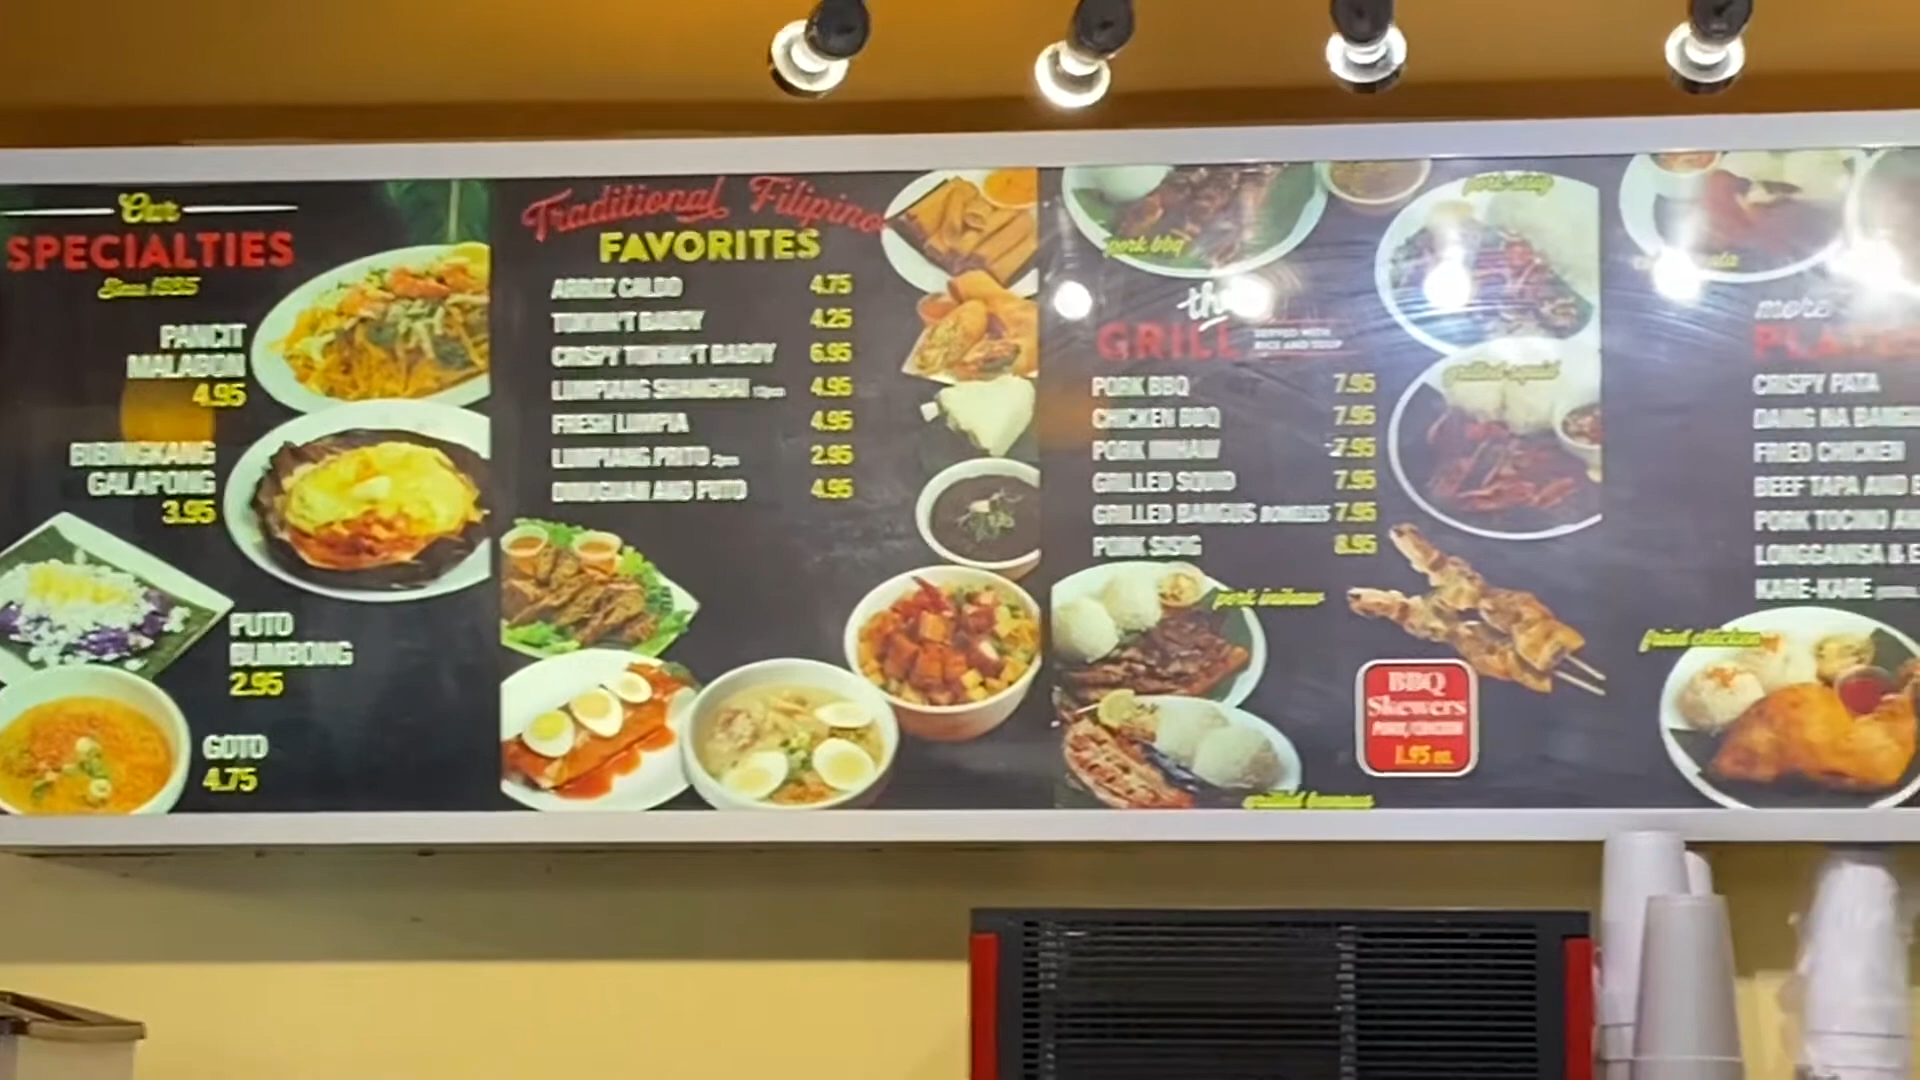 Our
SPECIALTIES
Since 1985
PANCIT
MALABON
4.95
BIBINGKANG
GALAPONG
3.95
PUTO
BUMBONG
2.95
GOTO
4.75
Traditional Filipino
FAVORITES
ARROZ CALDO 4.75
TOKWA'T BABOY 4.25
CRISPY TOKWA'T BABOY 6.95
LUMPIANG SHANGHAI 4.95
FRESH LUMPIA 4.95
LUMPIANG PRITO 2.95
DINUGUAN AND PUTO 4.95
pork bbq
pork sisig
the
GRILL
SERVED WITH
RICE AND SOUP
grilled squid
PORK BBQ 7.95
CHICKEN BBQ 7.95
PORK INIHAW 7.95
GRILLED SQUID 7.95
GRILLED BANGUS BONELESS 7.95
PORK SISIG 8.95
pork inihaw
BBQ
Skewers
PORK/CHICKEN
1.95 ea.
grilled bangus
more
CRISPY PATA
DAING NA
FRIED CHICKEN
BEEF TAPA AND
PORK TOCINO
LONGGANISA &
KARE-KARE
fried chicken